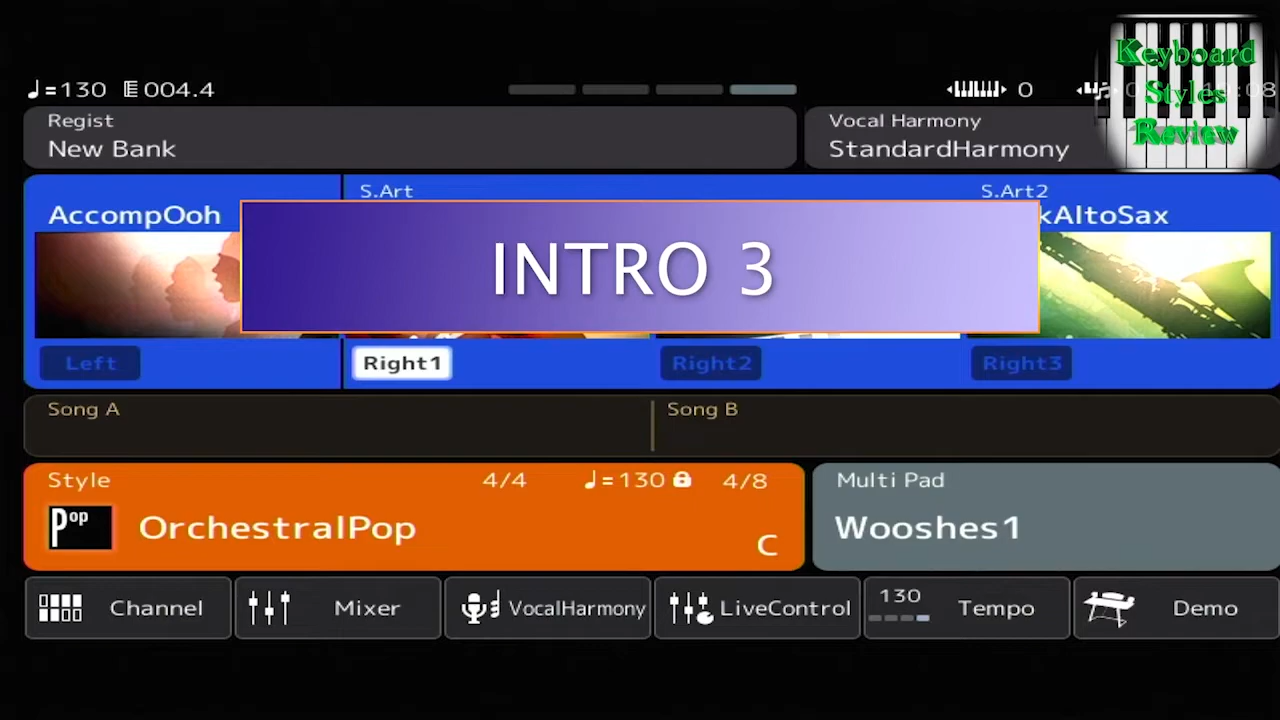 ♩=130 004.4
0
Keyboard
Styles
Review
Regist
New Bank
Vocal Harmony
StandardHarmony
S.Art
S.Art2
AccompOoh
kAltoSax
INTRO 3
Left
Right1
Right2
Right3
Song A
Song B
Style
4/4
♩=130
4/8
Pop
OrchestralPop
C
Multi Pad
Wooshes1
Channel
Mixer
VocalHarmony
LiveControl
130
Tempo
Demo